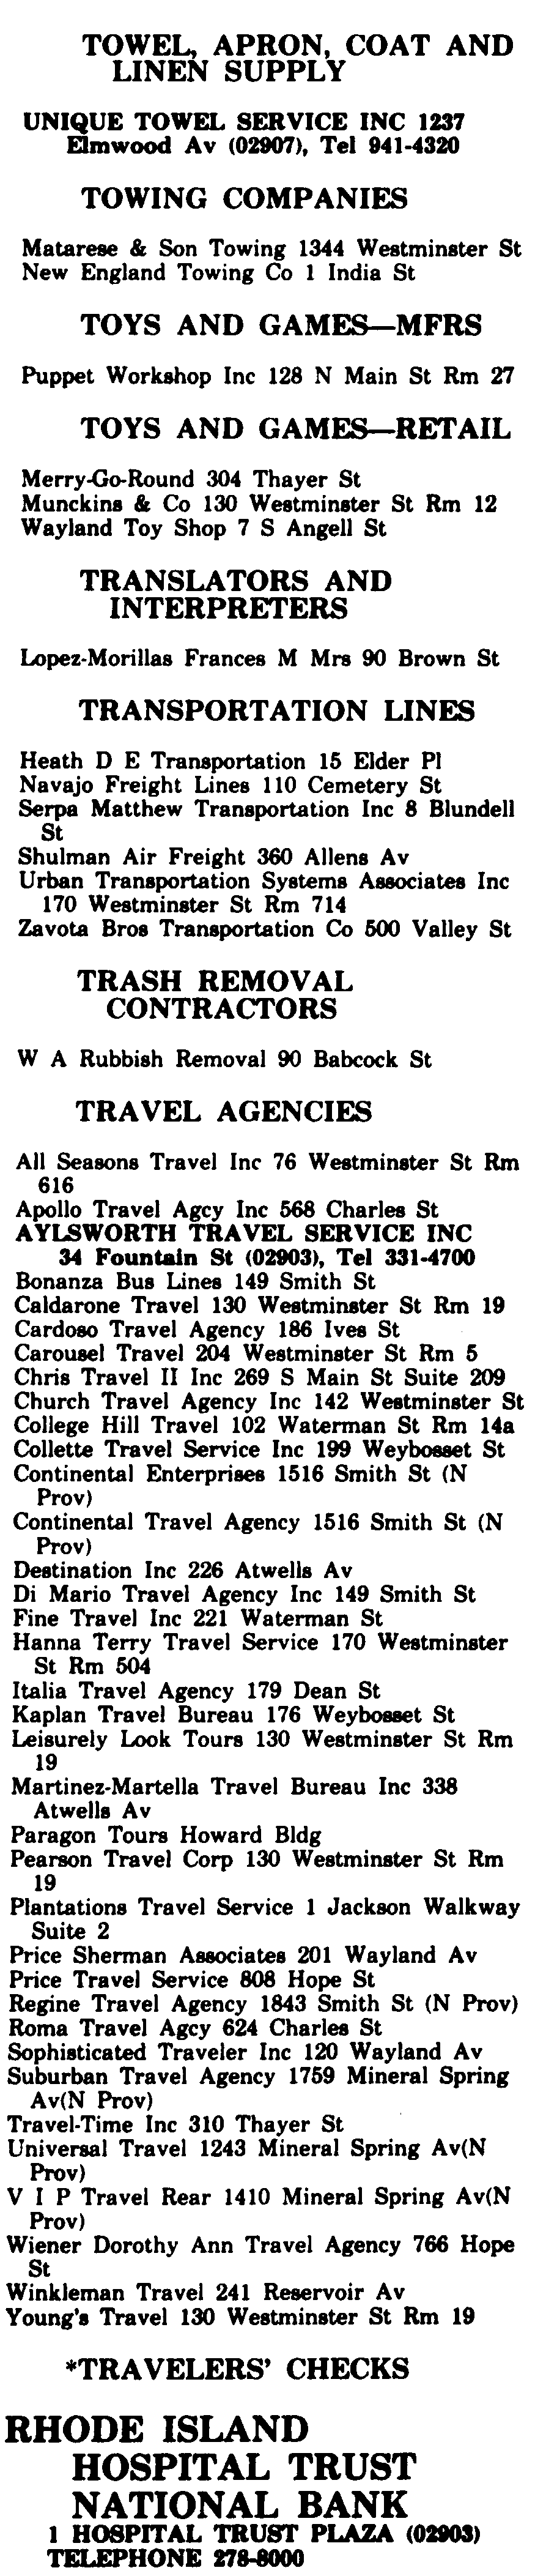 TOWEL, APRON, COAT AND
LINEN SUPPLY
UNIQUE TOWEL SERVICE INC 1237
Elmwood Av (02907), Tel 941-4320
TOWING COMPANIES
Matarese & Son Towing 1344 Westminster St
New England Towing Co 1 India St
TOYS AND GAMES—MFRS
Puppet Workshop Inc 128 N Main St Rm 27
TOYS AND GAMES—RETAIL
Merry-Go-Round 304 Thayer St
Munckins & Co 130 Westminster St Rm 12
Wayland Toy Shop 7 S Angell St
TRANSLATORS AND
INTERPRETERS
Lopez-Morillas Frances M Mrs 90 Brown St
TRANSPORTATION LINES
Heath D E Transportation 15 Elder Pl
Navajo Freight Lines 110 Cemetery St
Serpa Matthew Transportation Inc 8 Blundell
St
Shulman Air Freight 360 Allens Av
Urban Transportation Systems Associates Inc
170 Westminster St Rm 714
Zavota Bros Transportation Co 500 Valley St
TRASH REMOVAL
CONTRACTORS
W A Rubbish Removal 90 Babcock St
TRAVEL AGENCIES
All Seasons Travel Inc 76 Westminster St Rm
616
Apollo Travel Agcy Inc 568 Charles St
AYLSWORTH TRAVEL SERVICE INC
34 Fountain St (02903), Tel 331-4700
Bonanza Bus Lines 149 Smith St
Caldarone Travel 130 Westminster St Rm 19
Cardoso Travel Agency 186 Ives St
Carousel Travel 204 Westminster St Rm 5
Chris Travel II Inc 269 S Main St Suite 209
Church Travel Agency Inc 142 Westminster St
College Hill Travel 102 Waterman St Rm 14a
Collette Travel Service Inc 199 Weybosset St
Continental Enterprises 1516 Smith St (N
Prov)
Continental Travel Agency 1516 Smith St (N
Prov)
Destination Inc 226 Atwells Av
Di Mario Travel Agency Inc 149 Smith St
Fine Travel Inc 221 Waterman St
Hanna Terry Travel Service 170 Westminster
St Rm 504
Italia Travel Agency 179 Dean St
Kaplan Travel Bureau 176 Weybosset St
Leisurely Look Tours 130 Westminster St Rm
19
Martinez-Martella Travel Bureau Inc 338
Atwells Av
Paragon Tours Howard Bldg
Pearson Travel Corp 130 Westminster St Rm
19
Plantations Travel Service 1 Jackson Walkway
Suite 2
Price Sherman Associates 201 Wayland Av
Price Travel Service 808 Hope St
Regine Travel Agency 1843 Smith St (N Prov)
Roma Travel Agcy 624 Charles St
Sophisticated Traveler Inc 120 Wayland Av
Suburban Travel Agency 1759 Mineral Spring
Av(N Prov)
Travel-Time Inc 310 Thayer St
Universal Travel 1243 Mineral Spring Av(N
Prov)
V I P Travel Rear 1410 Mineral Spring Av(N
Prov)
Wiener Dorothy Ann Travel Agency 766 Hope
St
Winkleman Travel 241 Reservoir Av
Young's Travel 130 Westminster St Rm 19
*TRAVELERS' CHECKS
RHODE ISLAND
HOSPITAL TRUST
NATIONAL BANK
1 HOSPITAL TRUST PLAZA (02903)
TELEPHONE 278-8000